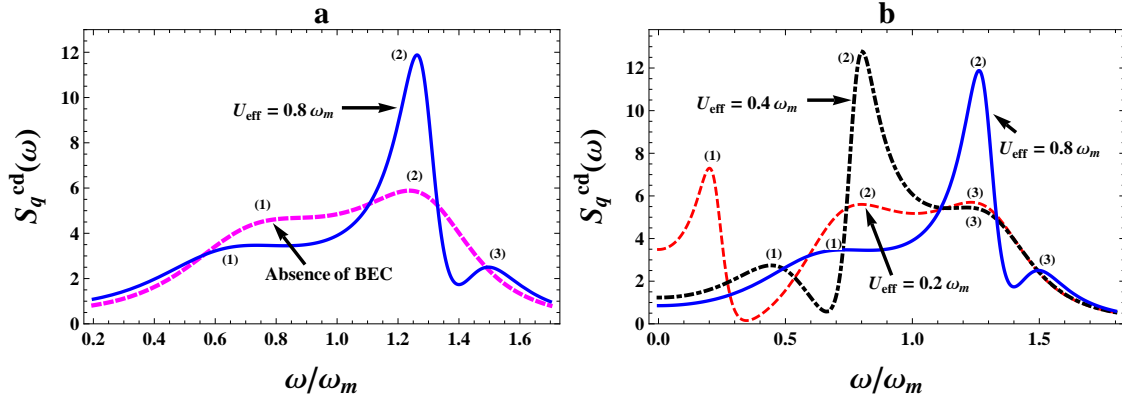 a
S_q^cd(ω)
12
10
8
6
4
2
0
(2)
U_eff = 0.8 ω_m
(2)
(1)
(1)
(3)
Absence of BEC
0.2 0.4 0.6 0.8 1.0 1.2 1.4 1.6
ω/ω_m
b
S_q^cd(ω)
12
10
8
6
4
2
0
(2)
(2)
U_eff = 0.4 ω_m
U_eff = 0.8 ω_m
(1)
(2)
(3)
(3)
(1)
(1)
(3)
U_eff = 0.2 ω_m
0.0 0.5 1.0 1.5
ω/ω_m